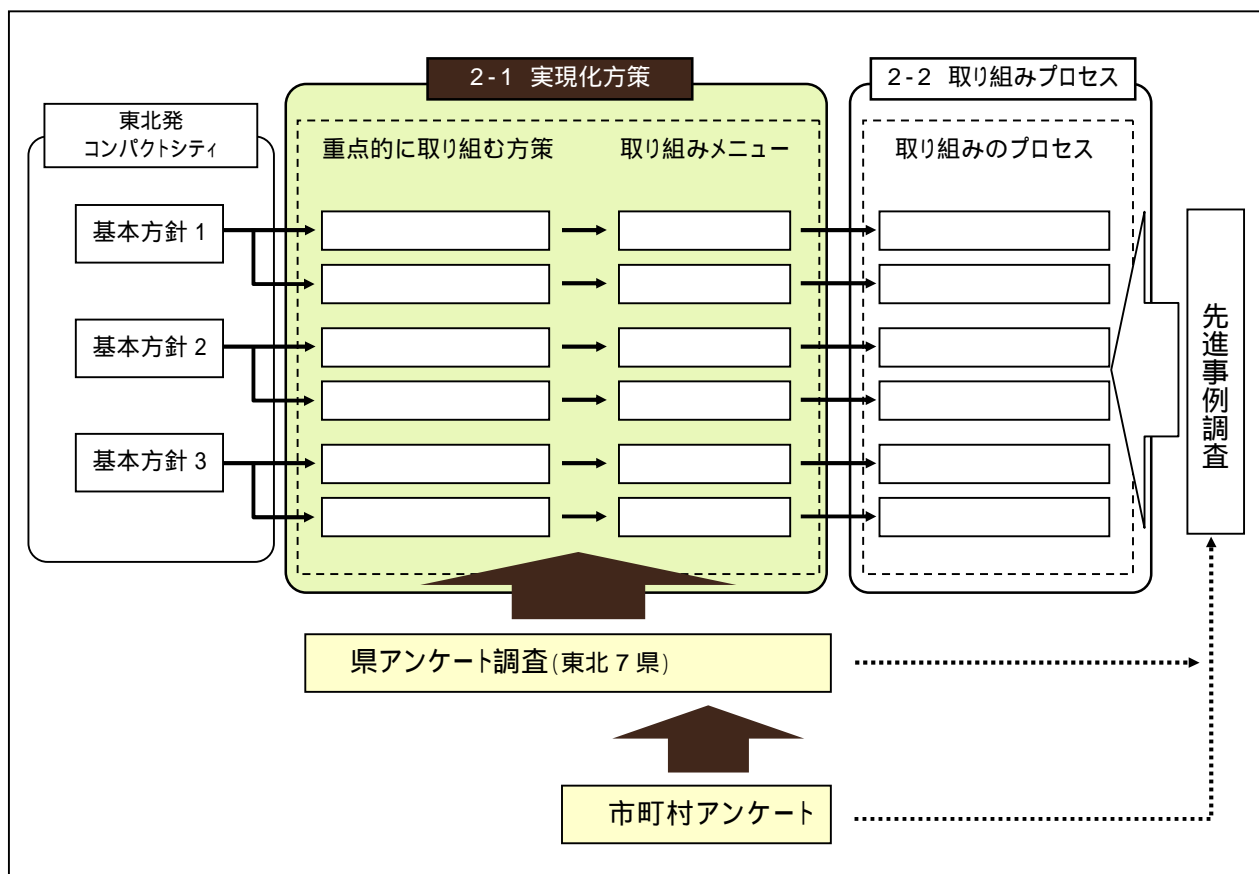 2-1 実現化方策
2-2 取り組みプロセス
東北発
コンパクトシティ
重点的に取り組む方策
取り組みメニュー
取り組みのプロセス
基本方針1
基本方針2
基本方針3
先進事例調査
県アンケート調査(東北7県)
市町村アンケート